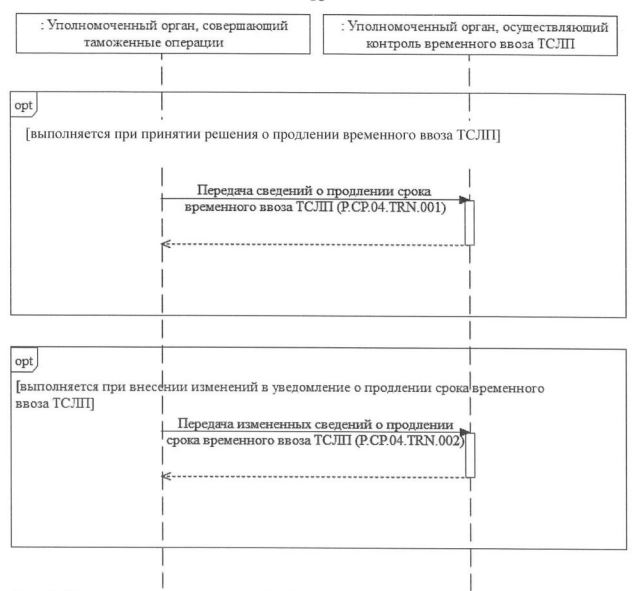 : Уполномоченный орган, совершающий
таможенные операции
: Уполномоченный орган, осуществляющий
контроль временного ввоза ТСЛП
opt
[выполняется при принятии решения о продлении временного ввоза ТСЛП]
Передача сведений о продлении срока
временного ввоза ТСЛП (P.CP.04.TRN.001)
opt
[выполняется при внесении изменений в уведомление о продлении срока временного
ввоза ТСЛП]
Передача измененных сведений о продлении
срока временного ввоза ТСЛП (P.CP.04.TRN.002)